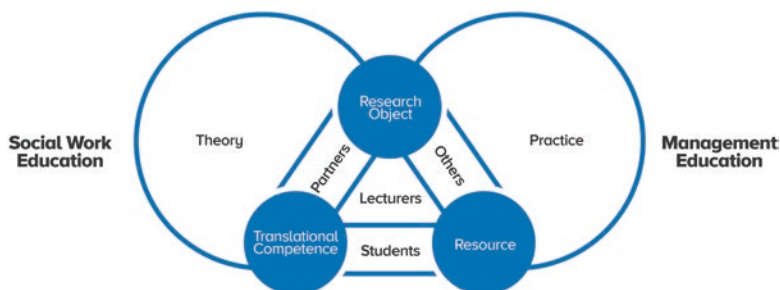 Research
Object
Social Work
Education
Theory
Partners
Others
Practice
Management
Education
Lecturers
Translational
Competence
Students
Resource